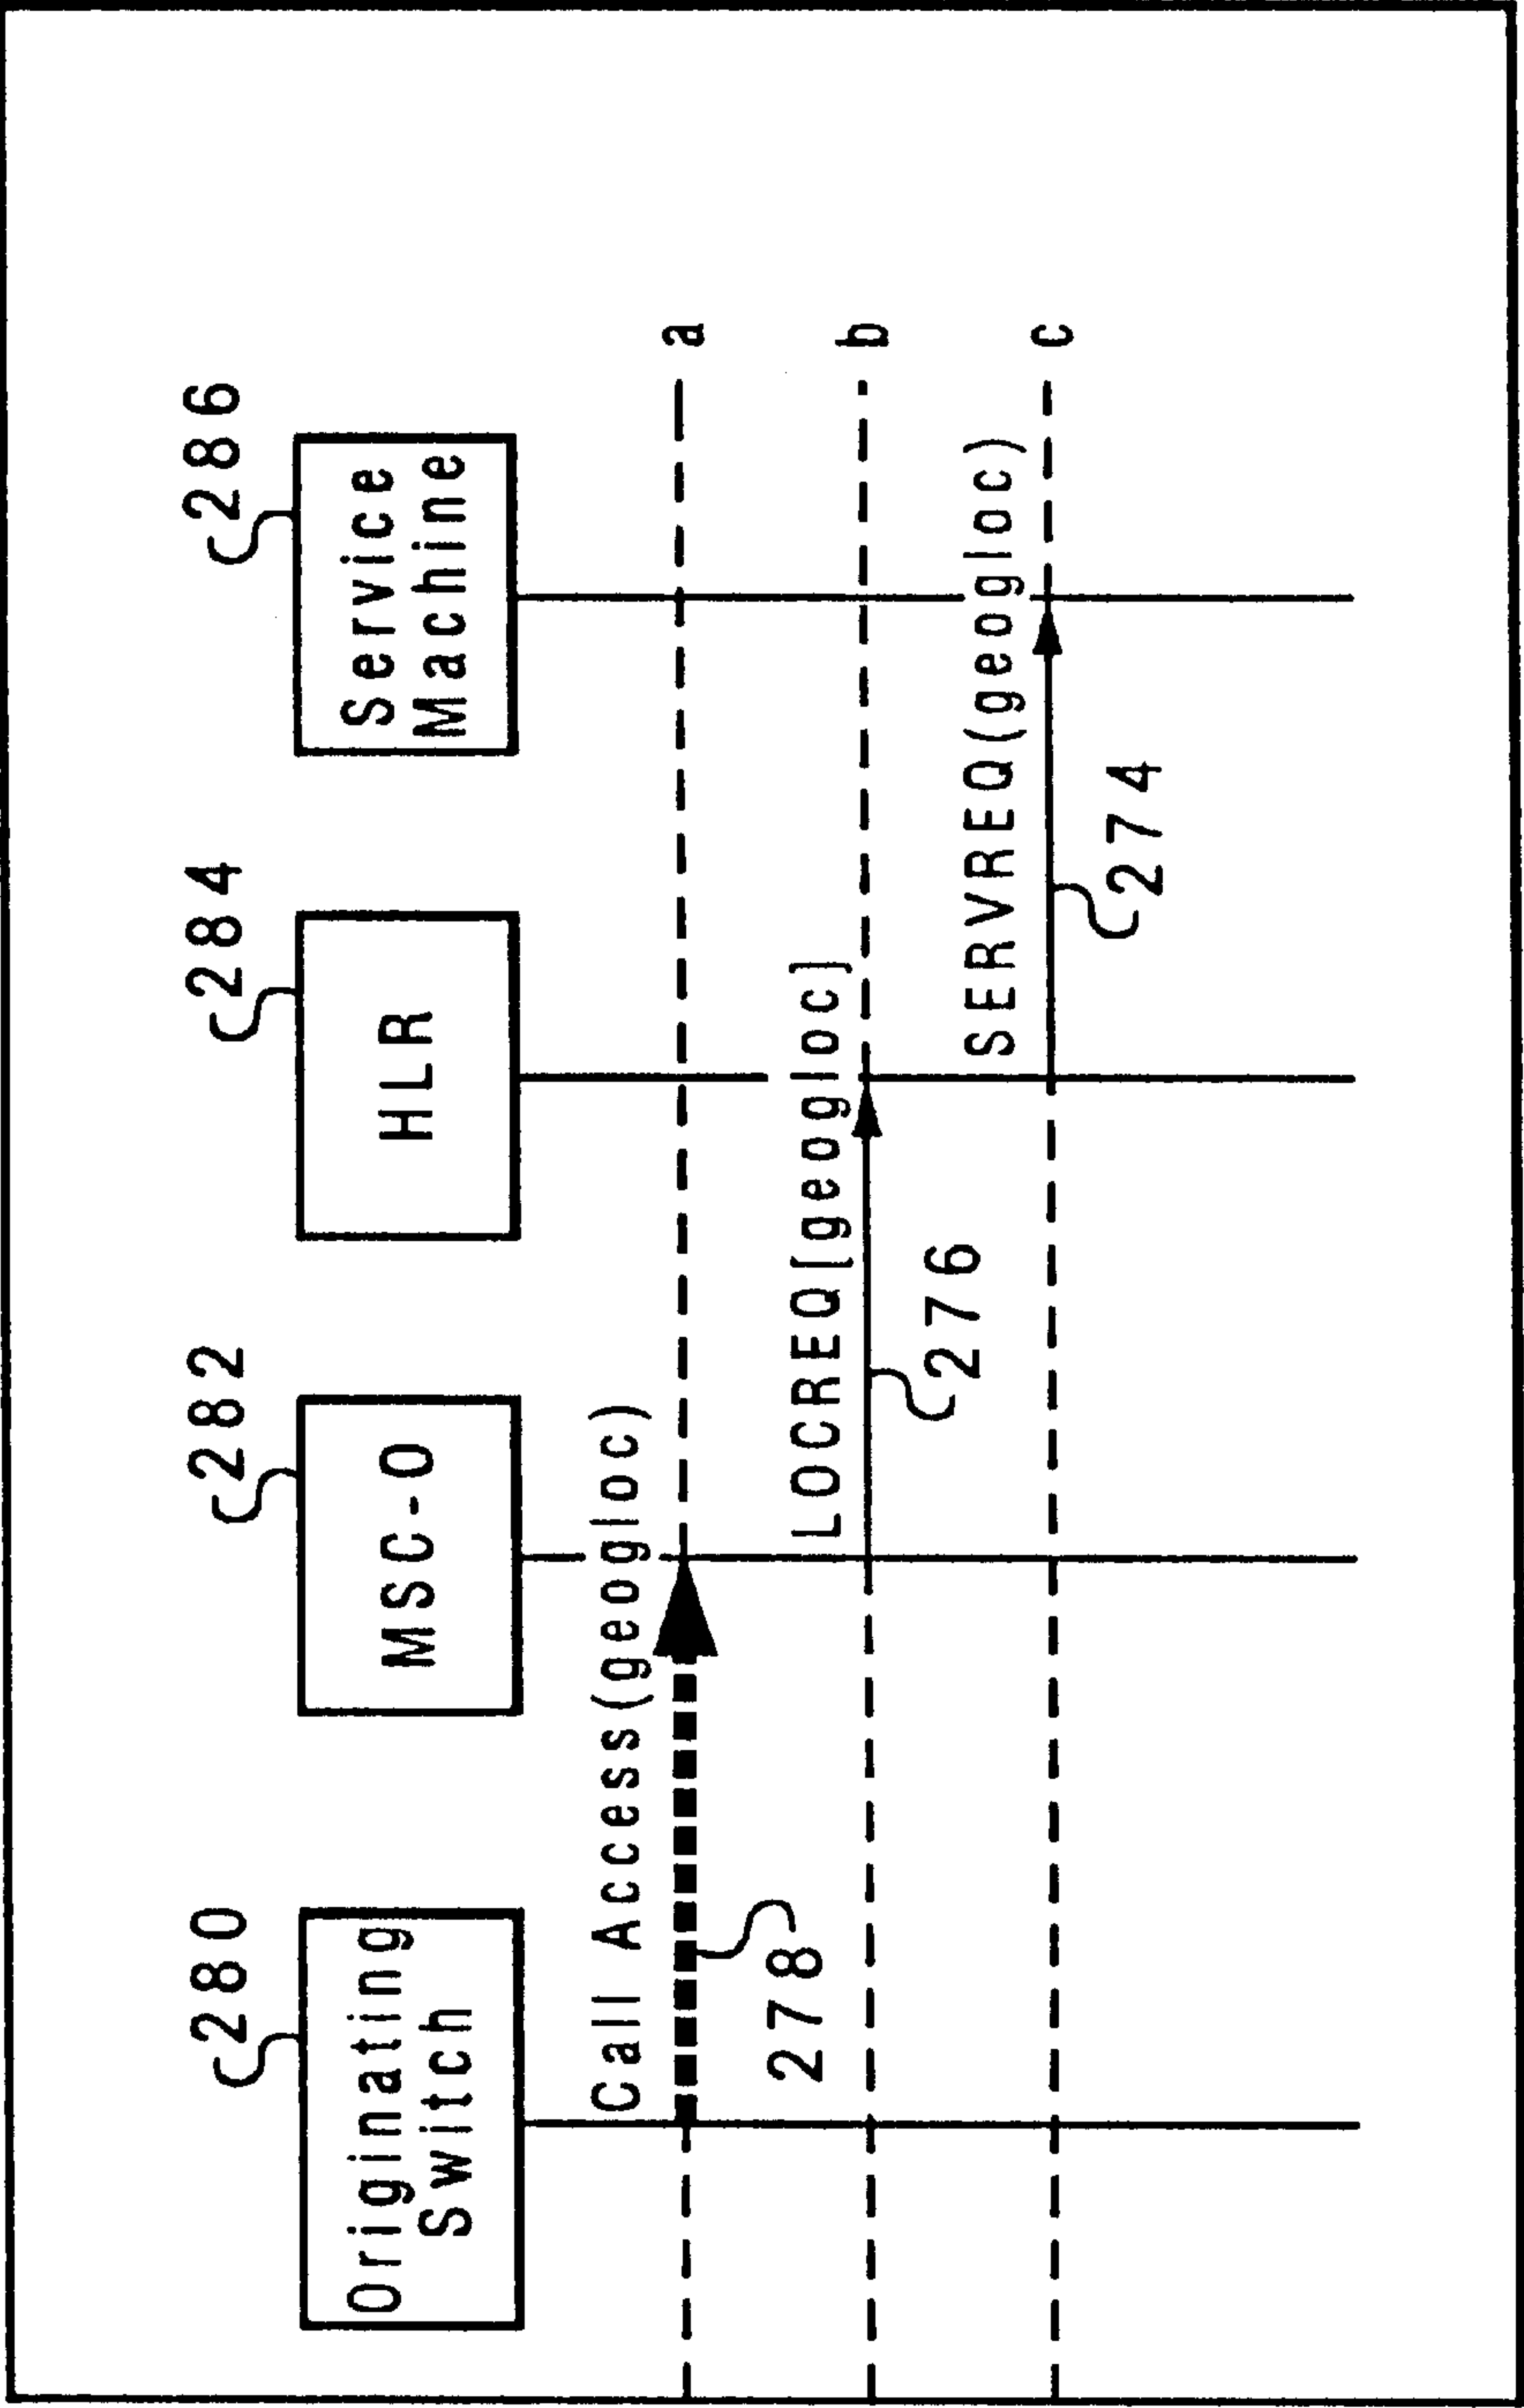 280
282
284
286
Originating
Switch
MSC-O
HLR
Service
Machine
Call Access(geogloc)
a
278
LOCREQ[geogloc]
b
276
SERVREQ(geogloc)
c
274